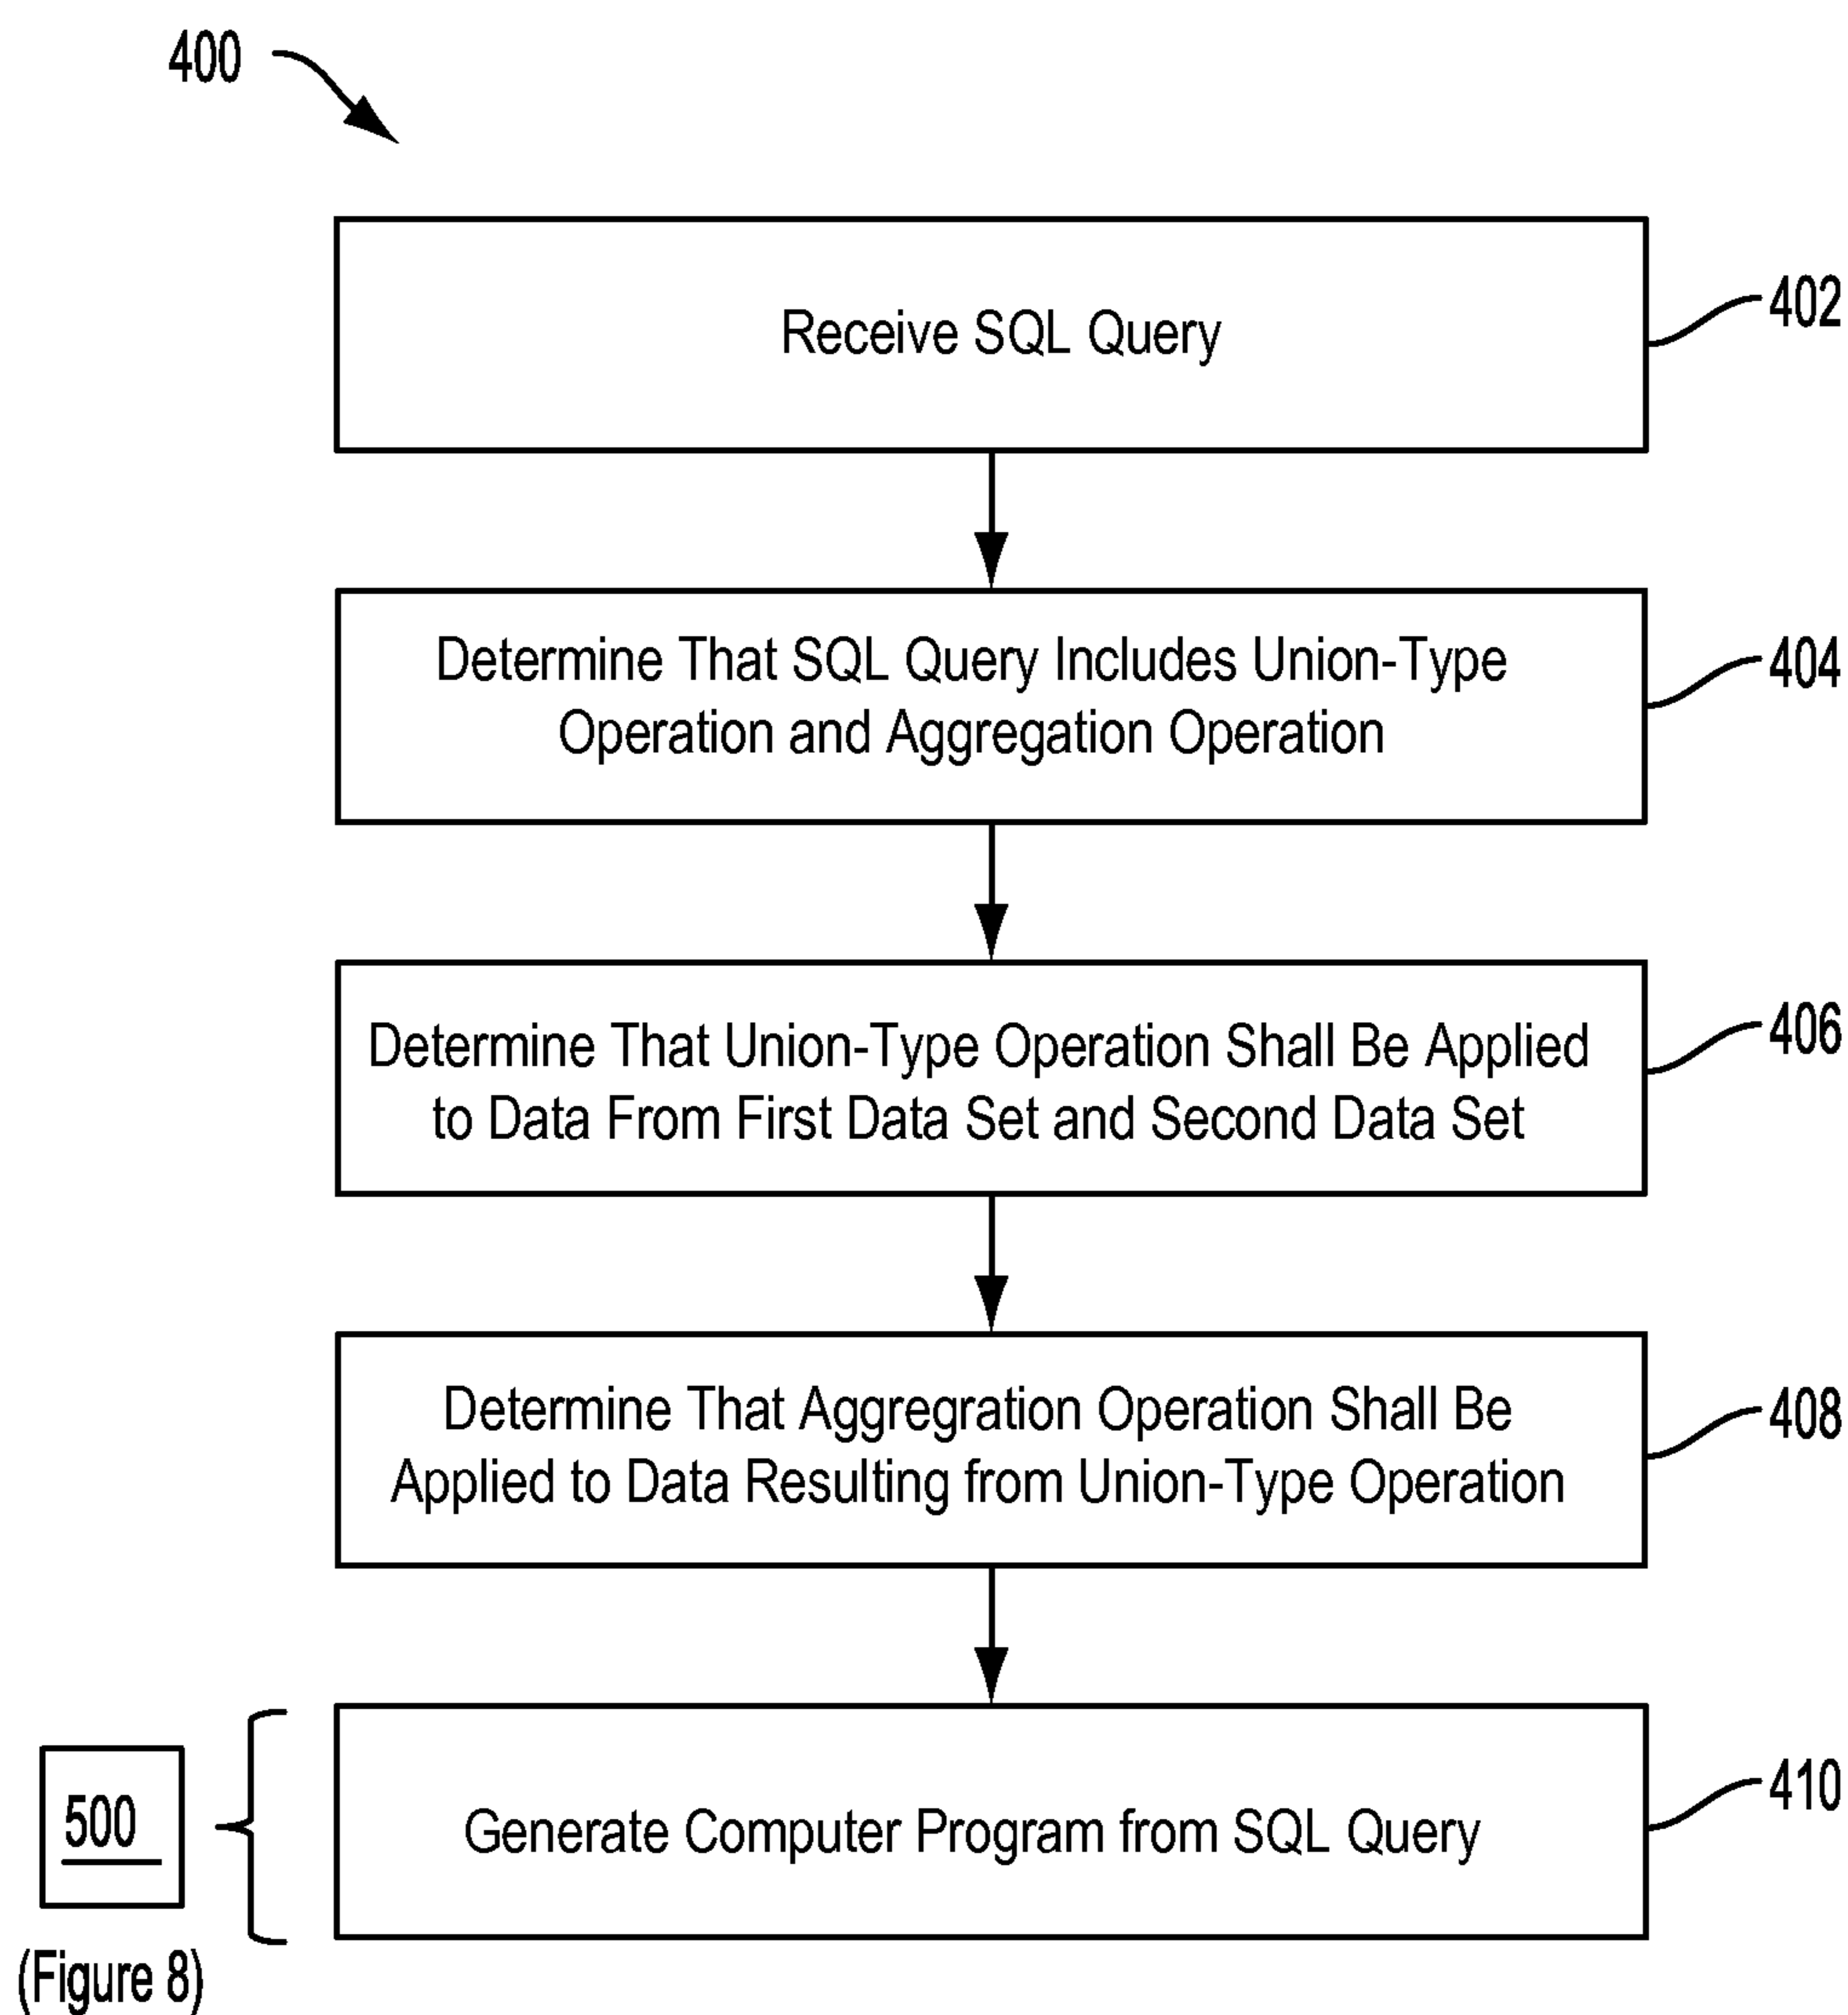 400
Receive SQL Query
402
Determine That SQL Query Includes Union-Type
Operation and Aggregation Operation
404
Determine That Union-Type Operation Shall Be Applied
to Data From First Data Set and Second Data Set
406
Determine That Aggregration Operation Shall Be
Applied to Data Resulting from Union-Type Operation
408
500
(Figure 8)
Generate Computer Program from SQL Query
410